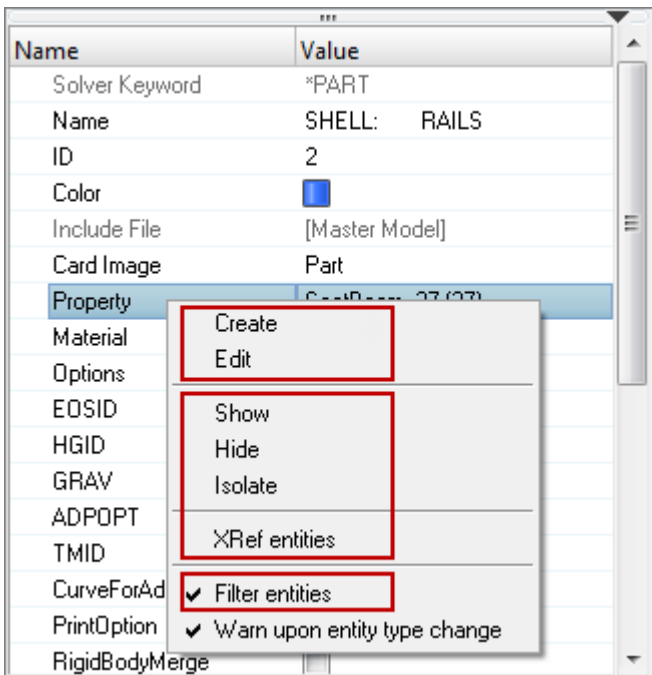 Name Value
Solver Keyword *PART
Name SHELL: RAILS
ID 2
Color
Include File [Master Model]
Card Image Part
Property
Material
Options
EOSID
HGID
GRAV
ADPOPT
TMID
CurveForAd
PrintOption
RigidBodyMerge
Create
Edit
Show
Hide
Isolate
XRef entities
Filter entities
Warn upon entity type change